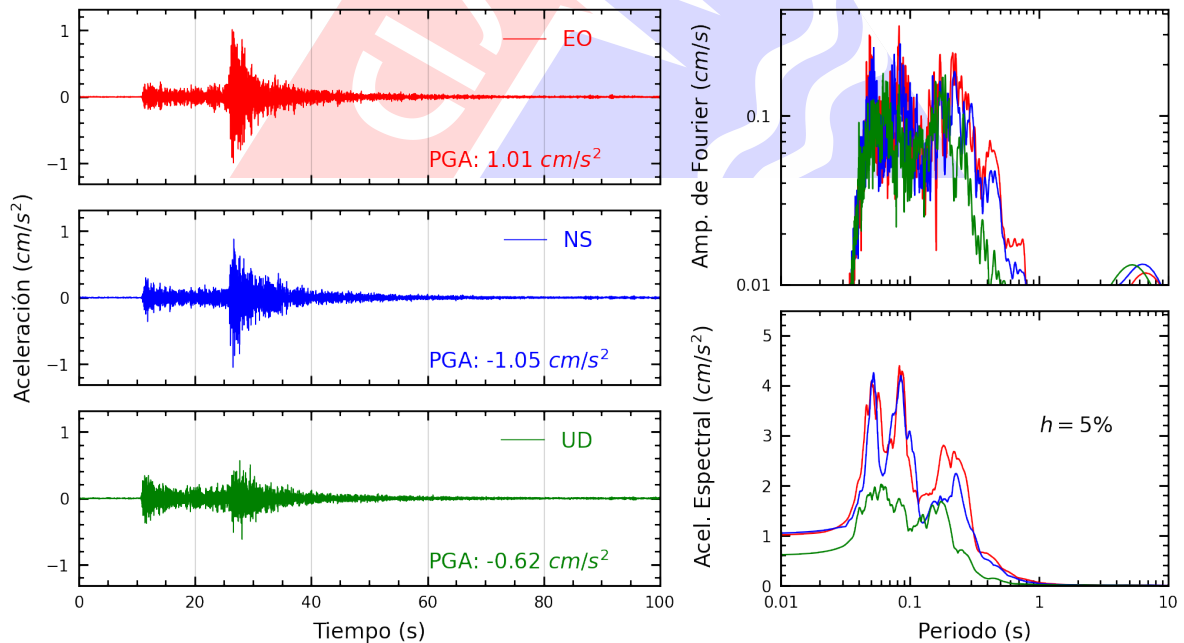 Aceleración (cm/s²)
1
0
−1
EO
PGA: 1.01 cm/s²
1
0
−1
NS
PGA: -1.05 cm/s²
1
0
−1
UD
PGA: -0.62 cm/s²
0 20 40 60 80 100
Tiempo (s)
Amp. de Fourier (cm/s)
0.1
0.01
Acel. Espectral (cm/s²)
5
4
3
2
1
0
h = 5%
0.01 0.1 1 10
Periodo (s)